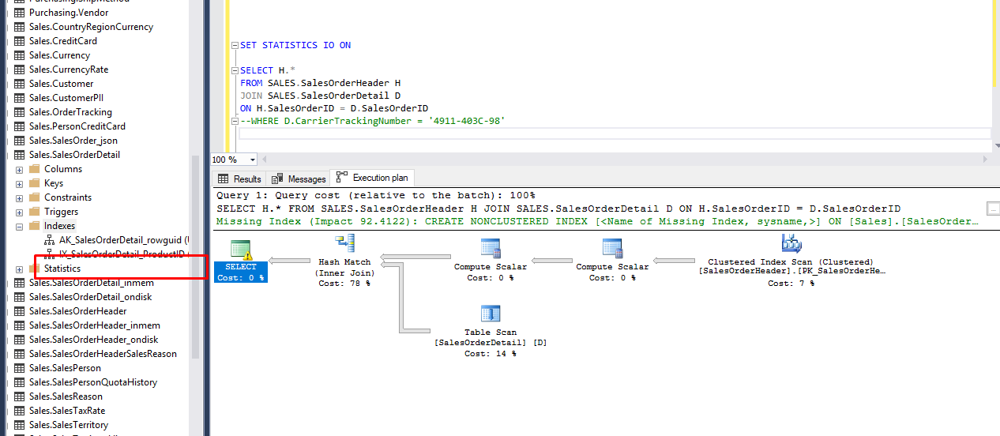 Purchasing.ShipMethod
Purchasing.Vendor
Sales.CountryRegionCurrency
Sales.CreditCard
Sales.Currency
Sales.CurrencyRate
Sales.Customer
Sales.CustomerPII
Sales.OrderTracking
Sales.PersonCreditCard
Sales.SalesOrder_json
Sales.SalesOrderDetail
Columns
Keys
Constraints
Triggers
Indexes
AK_SalesOrderDetail_rowguid (U
IX_SalesOrderDetail_ProductID (
Statistics
Sales.SalesOrderDetail_inmem
Sales.SalesOrderDetail_ondisk
Sales.SalesOrderHeader
Sales.SalesOrderHeader_inmem
Sales.SalesOrderHeader_ondisk
Sales.SalesOrderHeaderSalesReason
Sales.SalesPerson
Sales.SalesPersonQuotaHistory
Sales.SalesReason
Sales.SalesTaxRate
Sales.SalesTerritory
SET STATISTICS IO ON
SELECT H.*
FROM SALES.SalesOrderHeader H
JOIN SALES.SalesOrderDetail D
ON H.SalesOrderID = D.SalesOrderID
--WHERE D.CarrierTrackingNumber = '4911-403C-98'
100 %
Results Messages Execution plan
Query 1: Query cost (relative to the batch): 100%
SELECT H.* FROM SALES.SalesOrderHeader H JOIN SALES.SalesOrderDetail D ON H.SalesOrderID = D.SalesOrderID
Missing Index (Impact 92.4122): CREATE NONCLUSTERED INDEX [<Name of Missing Index, sysname,>] ON [Sales].[SalesOrder...
SELECT
Cost: 0 %
Hash Match
(Inner Join)
Cost: 78 %
Compute Scalar
Cost: 0 %
Compute Scalar
Cost: 0 %
Clustered Index Scan (Clustered)
[SalesOrderHeader].[PK_SalesOrderHe...
Cost: 7 %
Table Scan
[SalesOrderDetail] [D]
Cost: 14 %